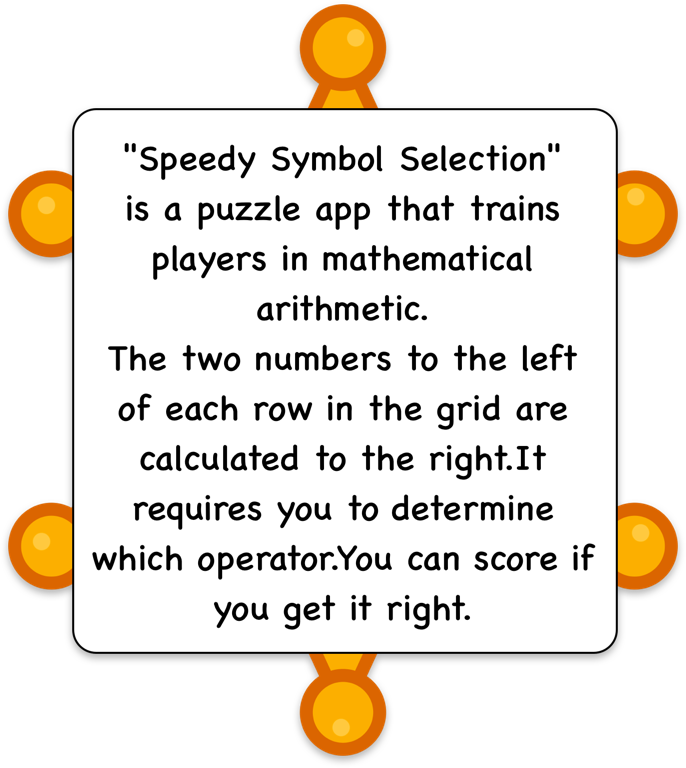 "Speedy Symbol Selection"
is a puzzle app that trains
players in mathematical
arithmetic.
The two numbers to the left
of each row in the grid are
calculated to the right.It
requires you to determine
which operator.You can score if
you get it right.